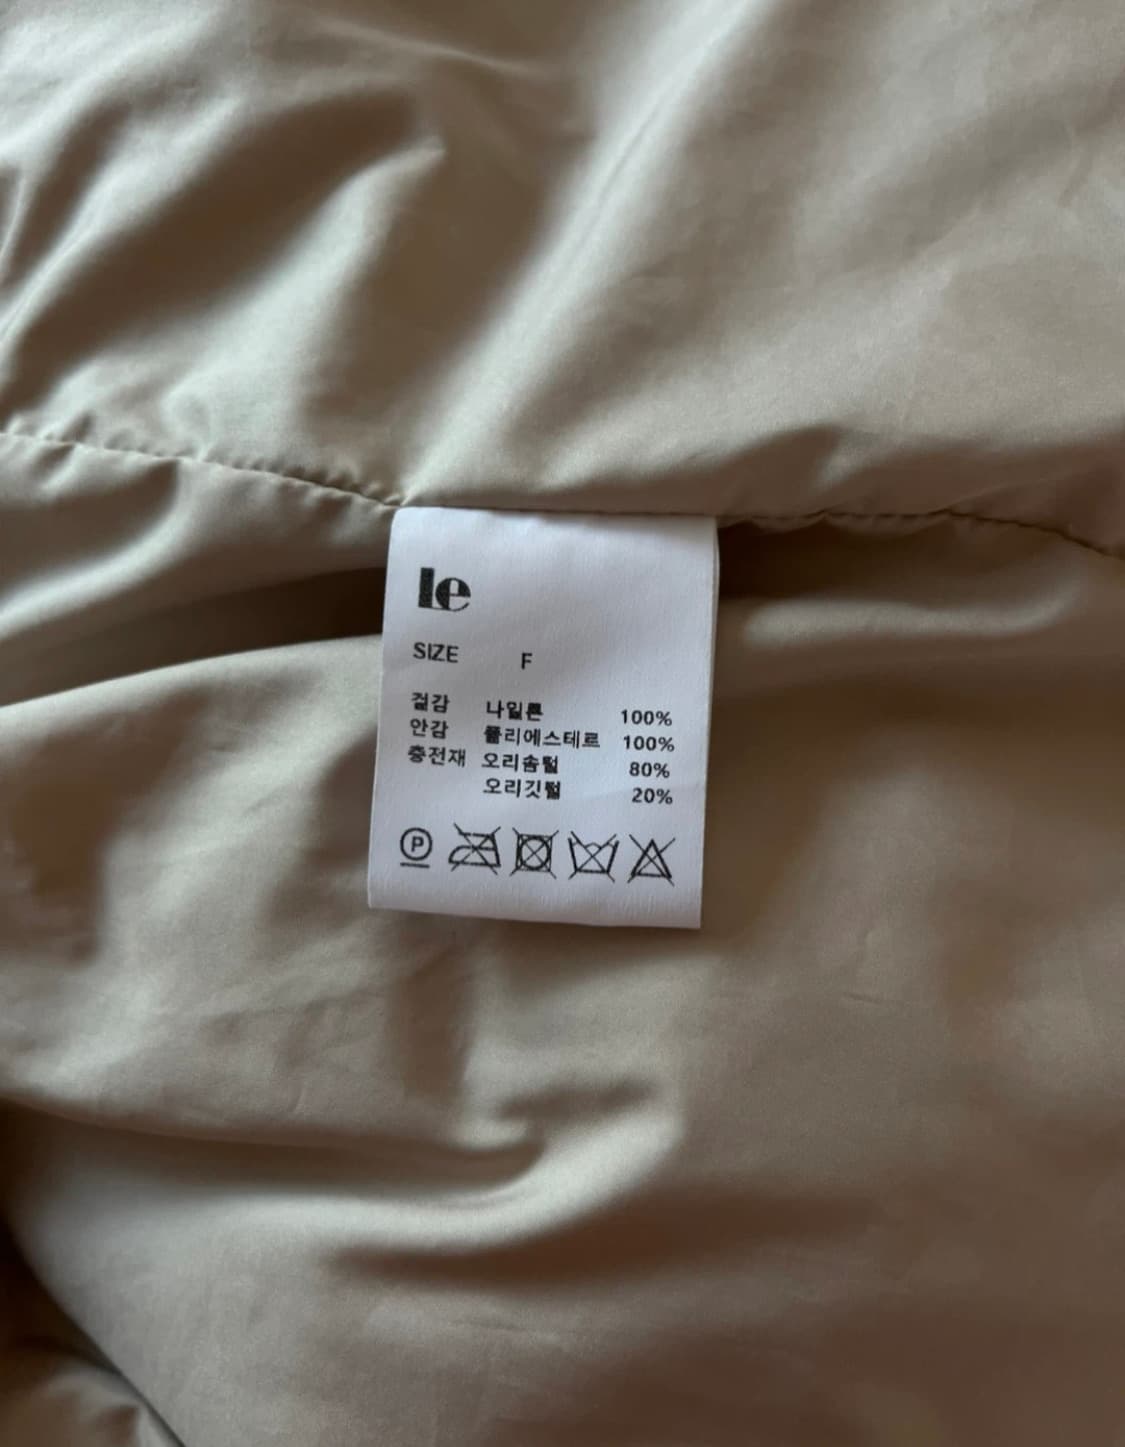 le
SIZE F
겉감 나일론 100%
안감 폴리에스테르 100%
충전재 오리솜털 80%
오리깃털 20%
P